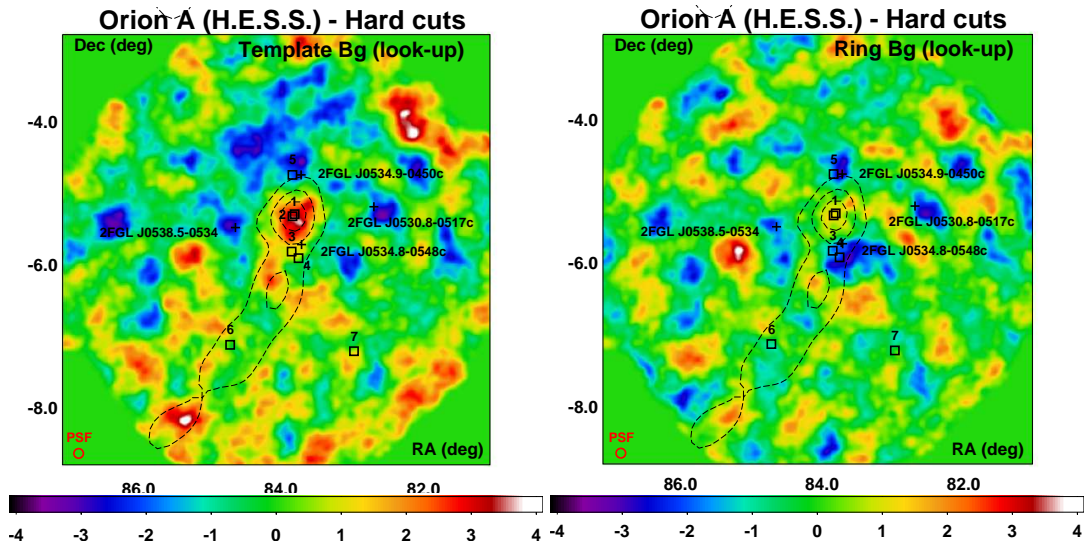 Orion A (H.E.S.S.) - Hard cuts
Dec (deg)
Template Bg (look-up)
-4.0
5
2FGL J0534.9-0450c
1
2
2FGL J0538.5-0534
2FGL J0530.8-0517c
3
2FGL J0534.8-0548c
4
-6.0
6
7
-8.0
PSF
RA (deg)
86.0 84.0 82.0
-4 -3 -2 -1 0 1 2 3 4
Orion A (H.E.S.S.) - Hard cuts
Dec (deg)
Ring Bg (look-up)
-4.0
5
2FGL J0534.9-0450c
1
2FGL J0538.5-0534
2FGL J0530.8-0517c
3
4
2FGL J0534.8-0548c
-6.0
6
7
-8.0
PSF
RA (deg)
86.0 84.0 82.0
-4 -3 -2 -1 0 1 2 3 4